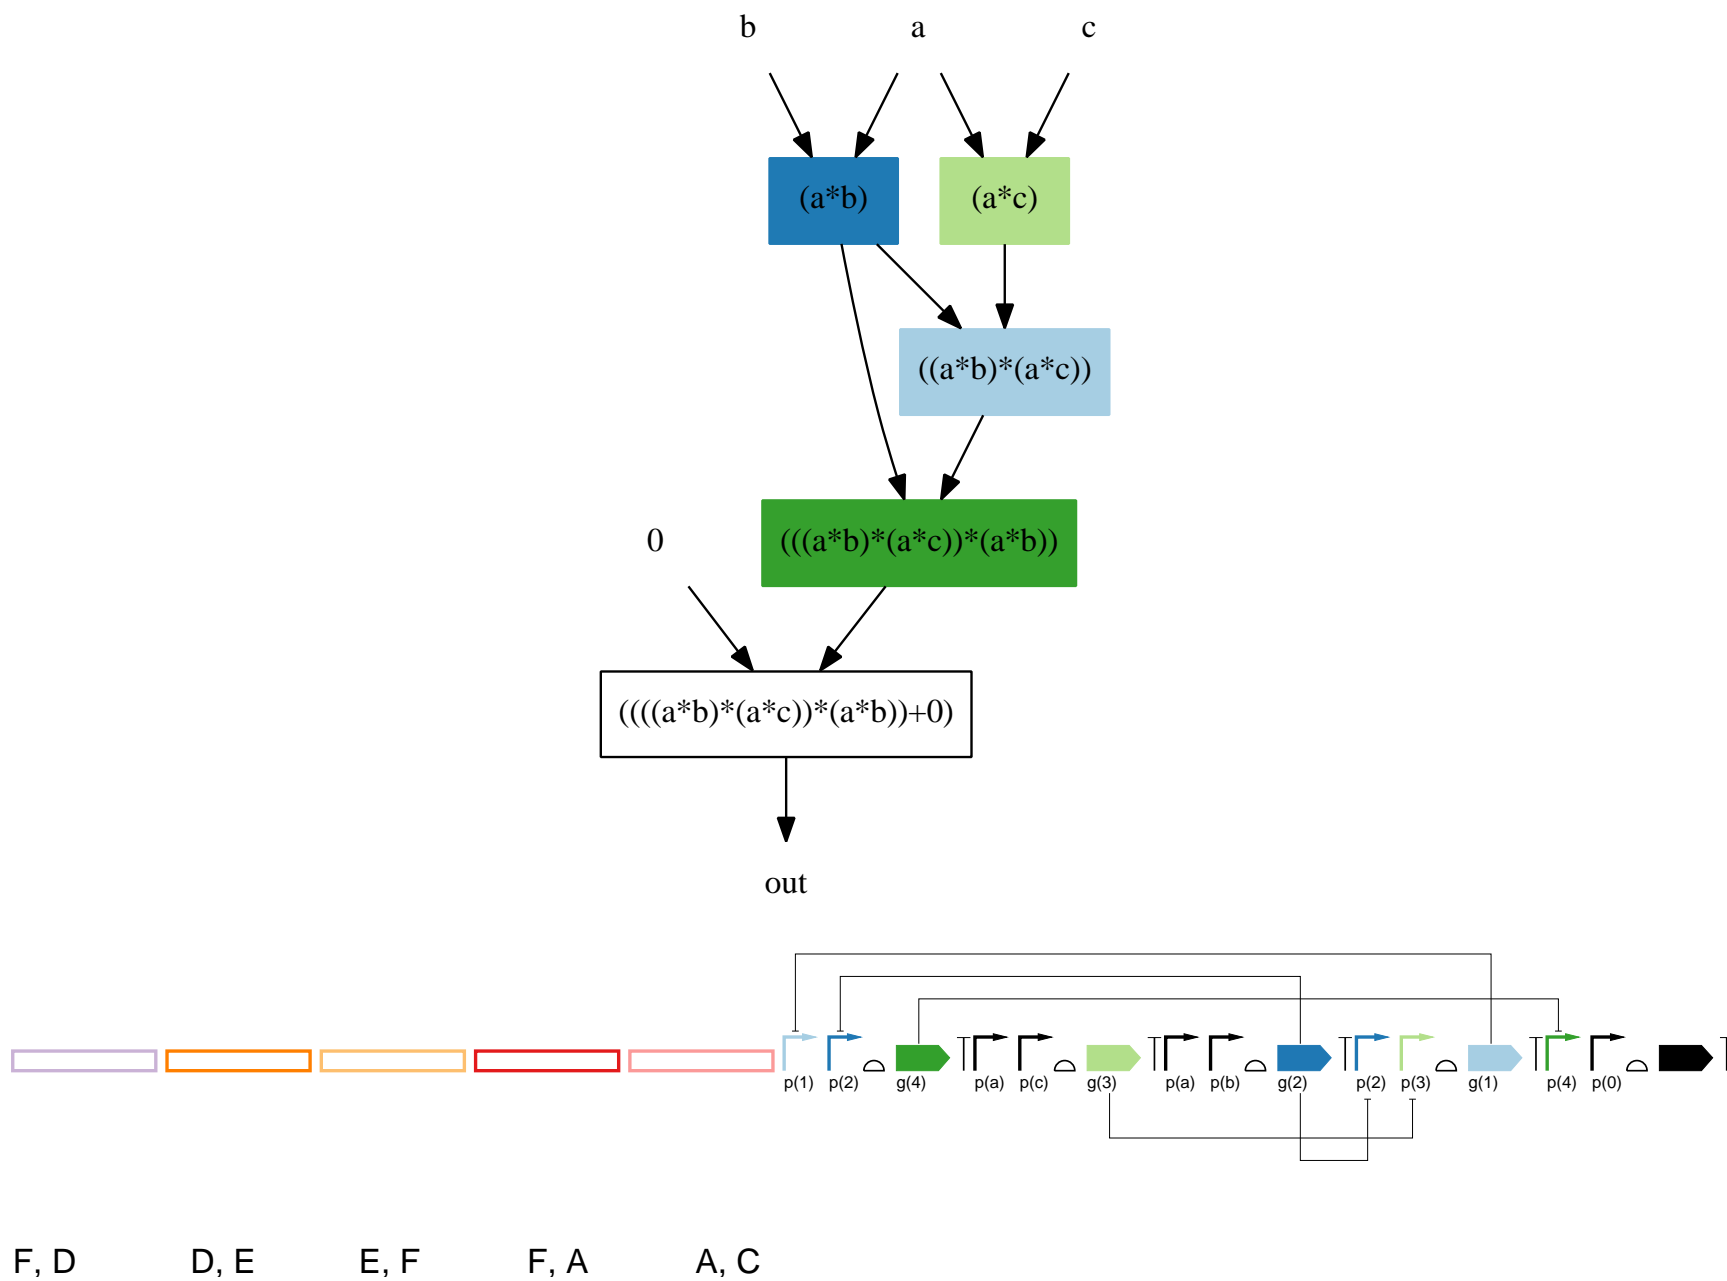 b a c
(a*b) (a*c)
((a*b)*(a*c))
0 (((a*b)*(a*c))*(a*b))
((((a*b)*(a*c))*(a*b))+0)
out
p(1) p(2) g(4) p(a) p(c) g(3) p(a) p(b) g(2) p(2) p(3) g(1) p(4) p(0)
F, D D, E E, F F, A A, C